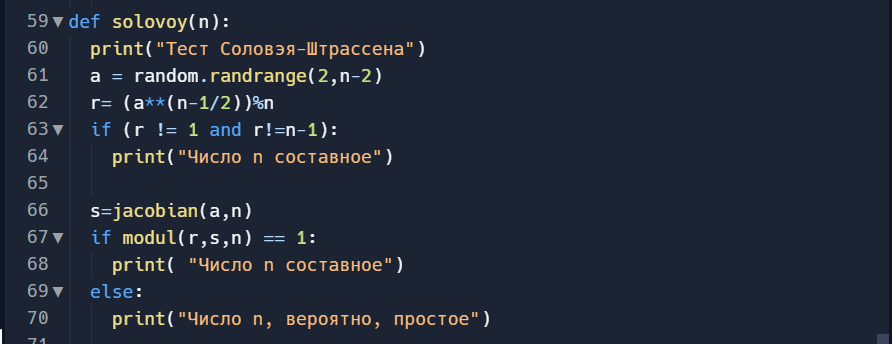 59 def solovoy(n):
60 print("Тест Соловэя-Штрассена")
61 a = random.randrange(2,n-2)
62 r= (a**(n-1/2))%n
63 if (r != 1 and r!=n-1):
64 print("Число n составное")
65
66 s=jacobian(a,n)
67 if modul(r,s,n) == 1:
68 print( "Число n составное")
69 else:
70 print("Число n, вероятно, простое")